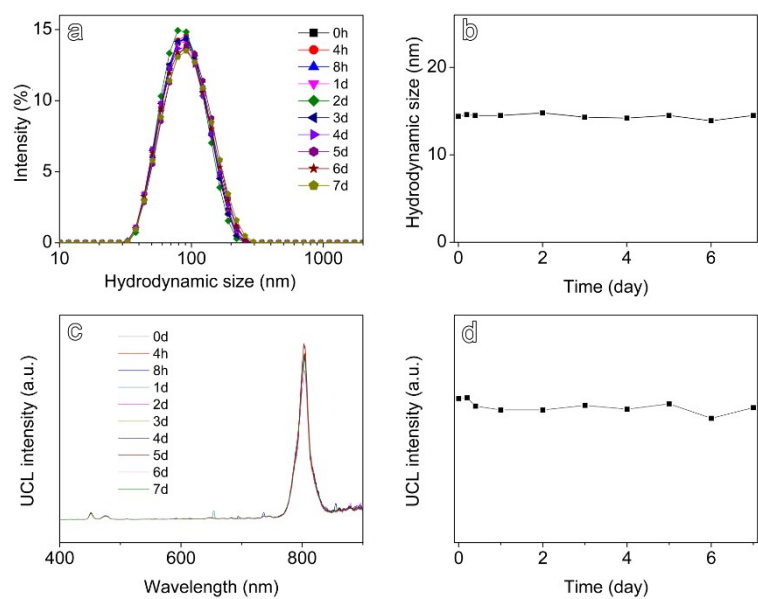 a
15
10
5
0
Intensity (%)
0h
4h
8h
1d
2d
3d
4d
5d
6d
7d
10
100
1000
Hydrodynamic size (nm)
b
20
10
0
Hydrodynamic size (nm)
0
2
4
6
Time (day)
c
UCL intensity (a.u.)
0d
4h
8h
1d
2d
3d
4d
5d
6d
7d
400
600
800
Wavelength (nm)
d
UCL intensity (a.u.)
0
2
4
6
Time (day)